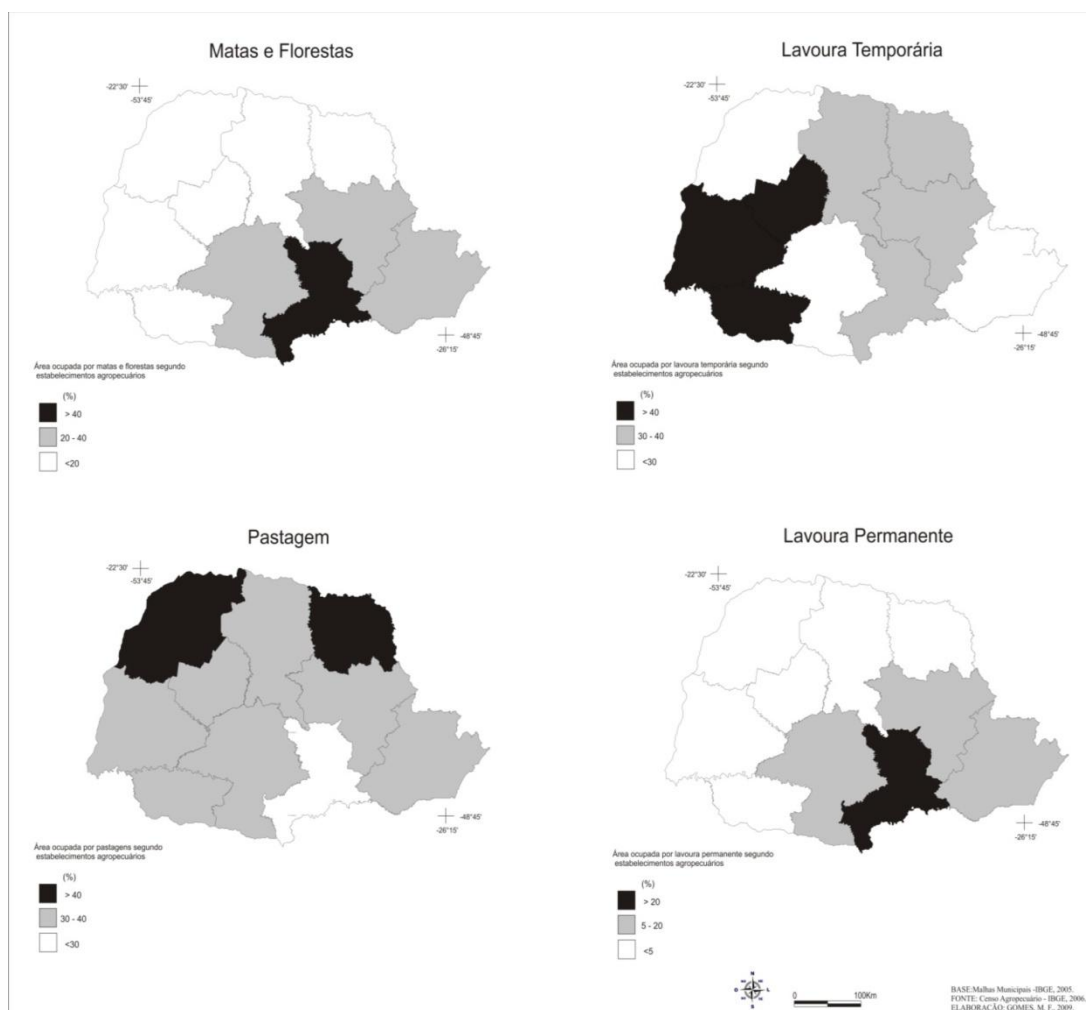 Matas e Florestas
-22°30'
-53°45'
-48°45'
-26°15'
Área ocupada por matas e florestas segundo
estabelecimentos agropecuários
(%)
> 40
20 - 40
<20
Lavoura Temporária
-22°30'
-53°45'
-48°45'
-26°15'
Área ocupada por lavoura temporária segundo
estabelecimentos agropecuários
(%)
> 40
30 - 40
<30
Pastagem
-22°30'
-53°45'
-48°45'
-26°15'
Área ocupada por pastagens segundo
estabelecimentos agropecuários
(%)
> 40
30 - 40
<30
Lavoura Permanente
-22°30'
-53°45'
-48°45'
-26°15'
Área ocupada por lavoura permanente segundo
estabelecimentos agropecuários
(%)
> 20
5 - 20
<5
N
O
L
S
0
100Km
BASE:Malhas Municipais -IBGE, 2005.
FONTE: Censo Agropecuário - IBGE, 2006.
ELABORAÇÃO: GOMES, M. F., 2009.